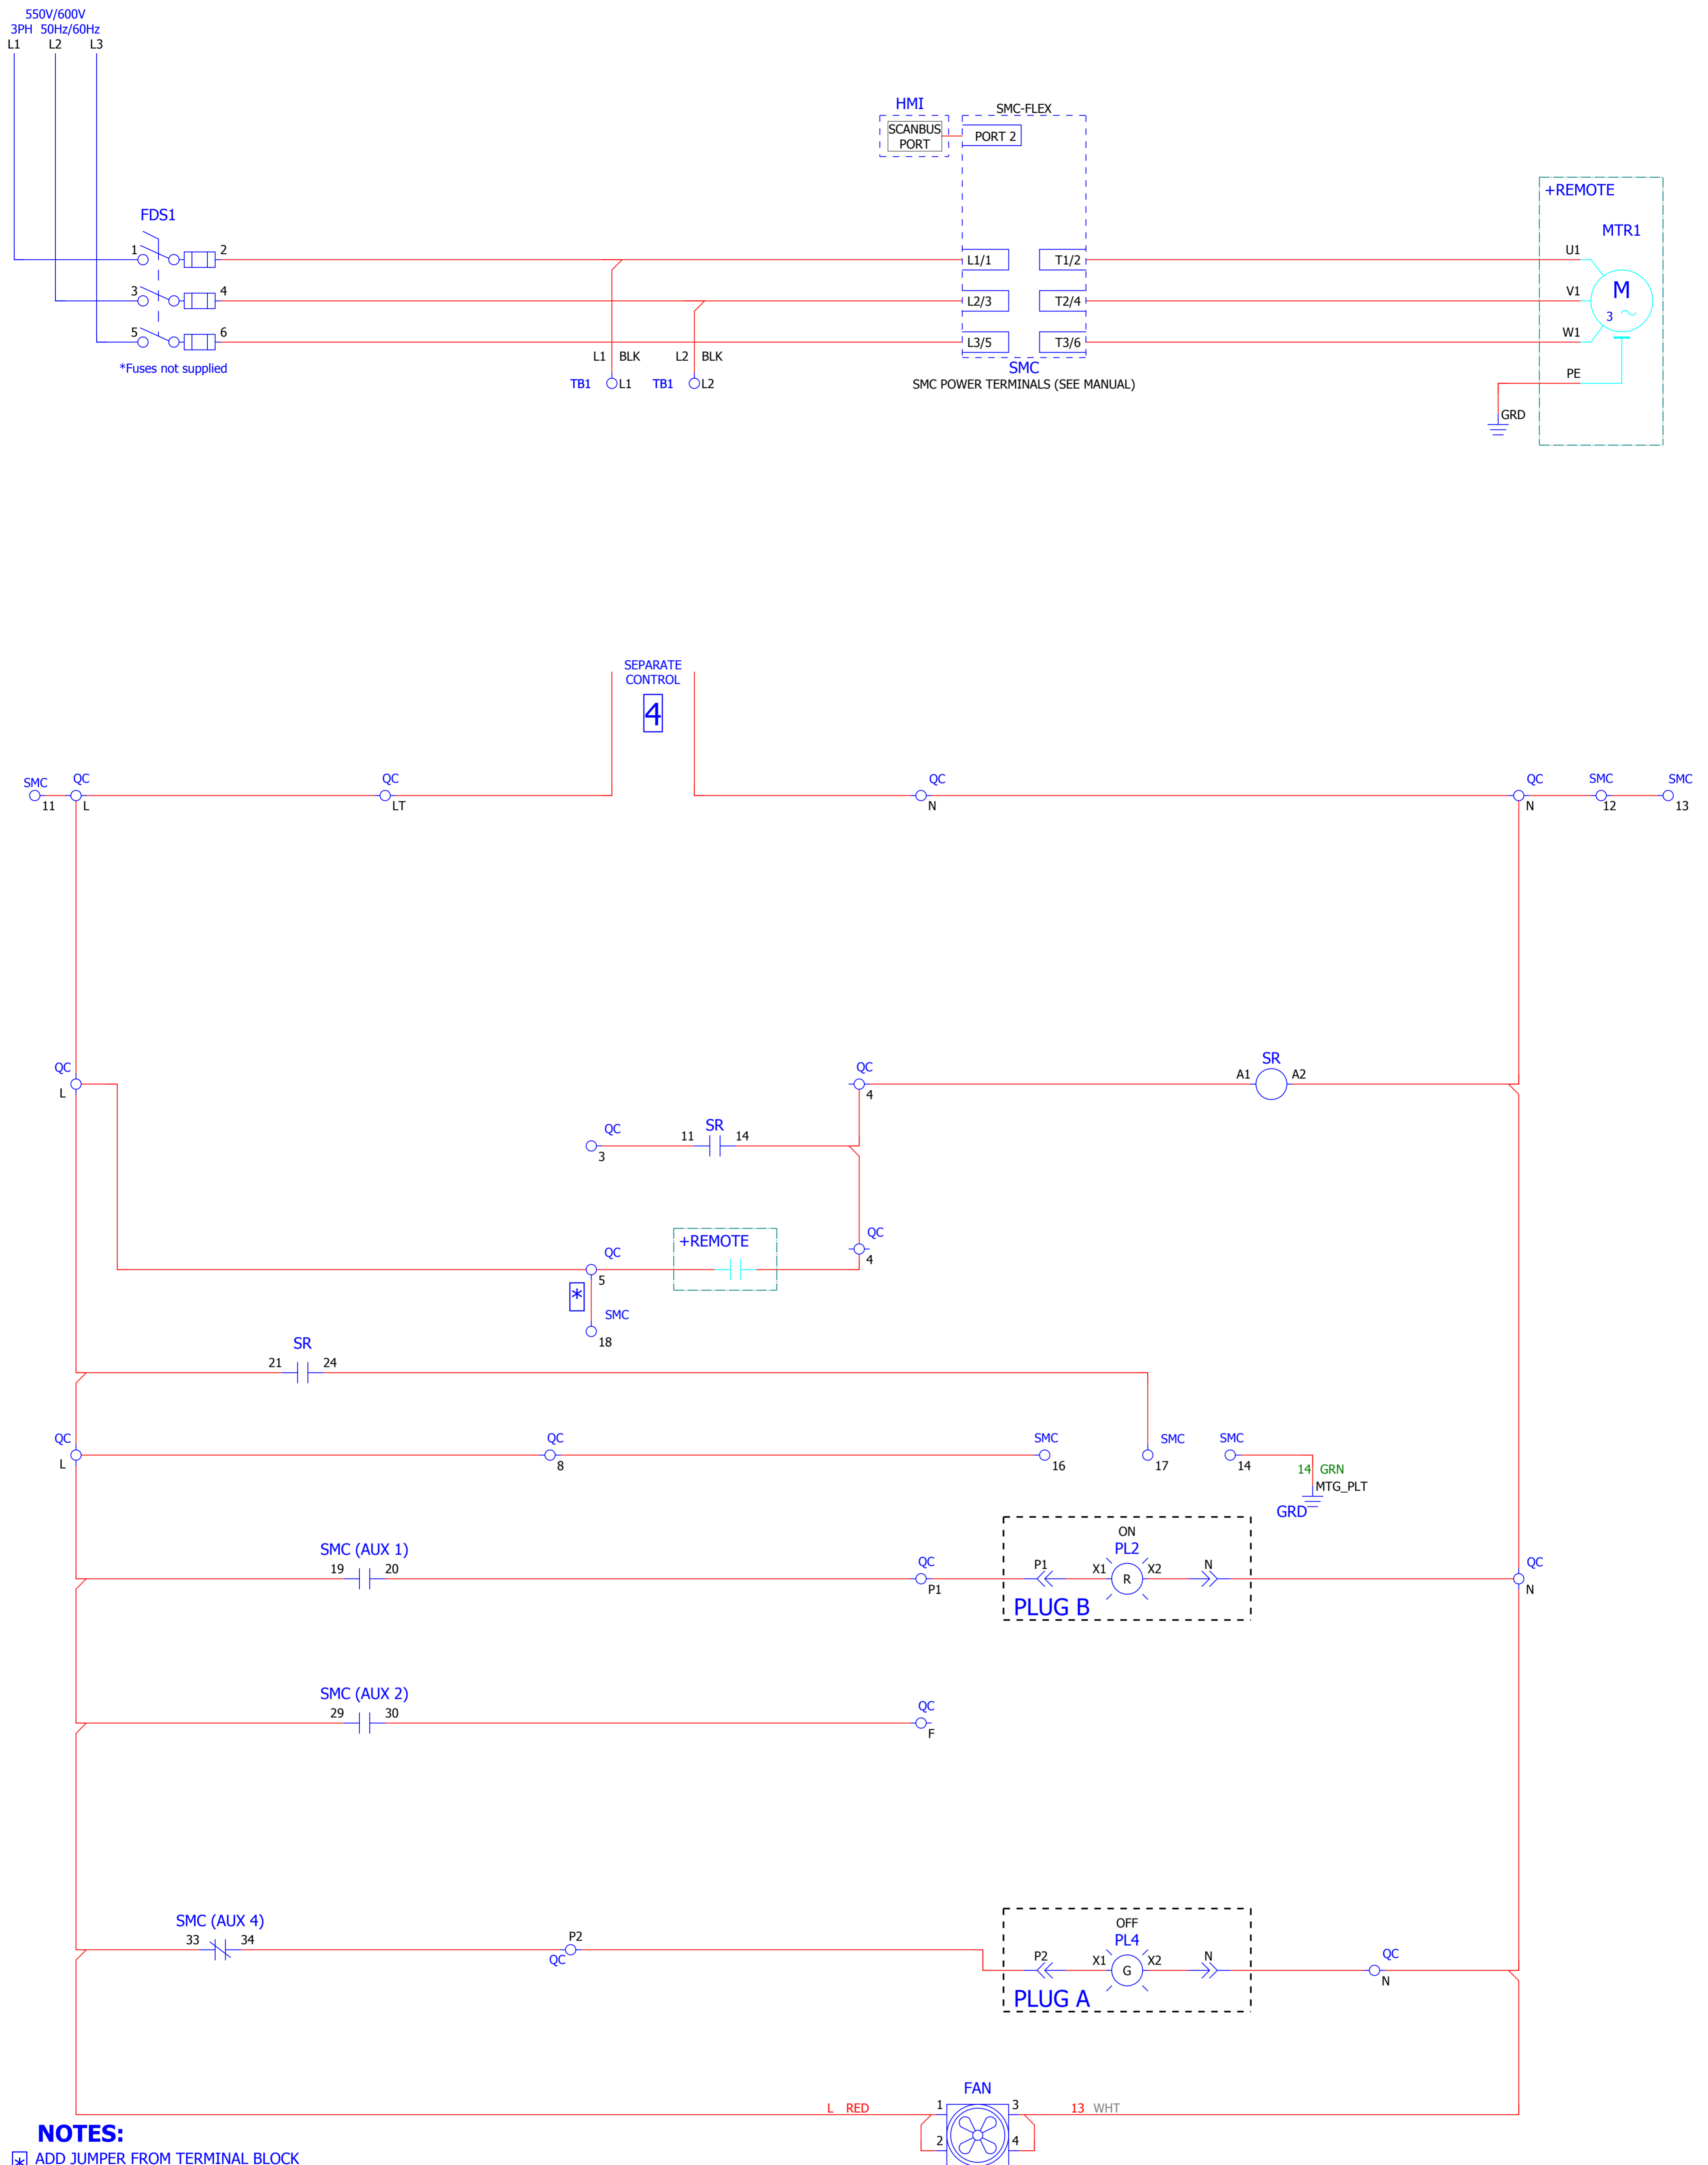 550V/600V
3PH 50Hz/60Hz
L1 L2 L3
HMI
SCANBUS
PORT
SMC-FLEX
PORT 2
+REMOTE
MTR1
FDS1
1 2
3 4
5 6
*Fuses not supplied
L1/1 T1/2
L2/3 T2/4
L3/5 T3/6
U1
V1
W1
M
3
PE
GRD
L1 BLK
L2 BLK
TB1 L1
TB1 L2
SMC
SMC POWER TERMINALS (SEE MANUAL)
SEPARATE
CONTROL
4
SMC
11
QC
L
QC
LT
QC
N
QC
N
SMC
12
SMC
13
QC
L
QC
4
SR
A1 A2
QC
3
SR
11 14
QC
4
QC
5
+REMOTE
*
SMC
18
SR
21 24
QC
L
QC
8
SMC
16
SMC
17
SMC
14
14 GRN
MTG_PLT
GRD
SMC (AUX 1)
19 20
QC
P1
ON
PL2
P1 X1 R X2 N
PLUG B
QC
N
SMC (AUX 2)
29 30
QC
F
SMC (AUX 4)
33 34
P2
QC
OFF
PL4
P2 X1 G X2 N
PLUG A
QC
N
FAN
L RED 1 3 13 WHT
2 4
NOTES:
* ADD JUMPER FROM TERMINAL BLOCK